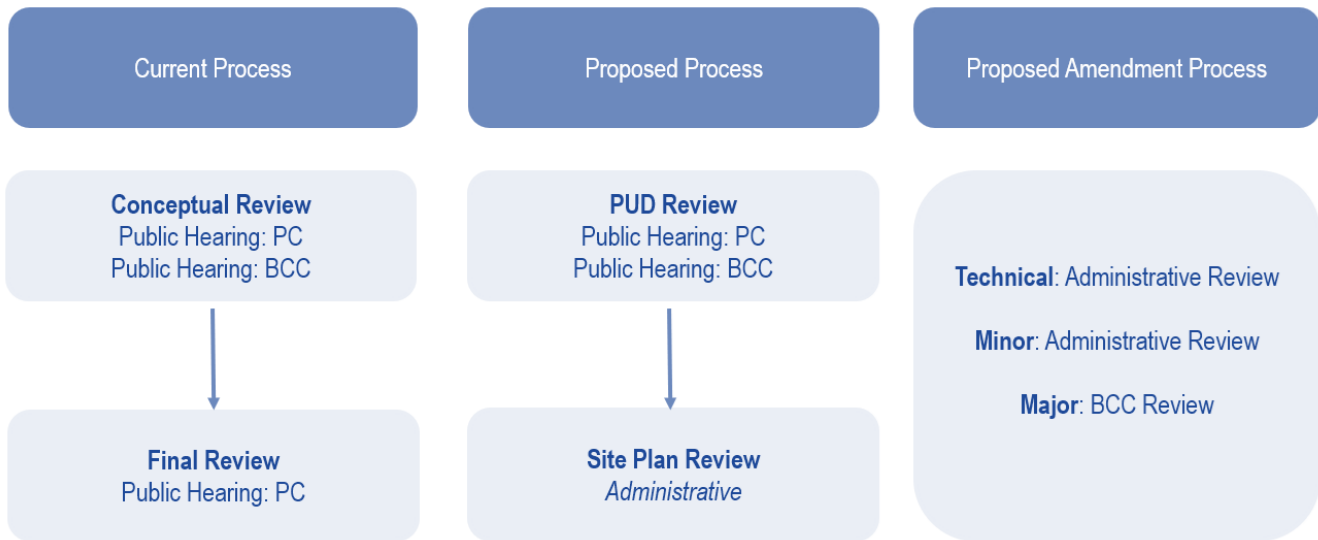 Current Process
Proposed Process
Proposed Amendment Process
Conceptual Review
Public Hearing: PC
Public Hearing: BCC
Final Review
Public Hearing: PC
PUD Review
Public Hearing: PC
Public Hearing: BCC
Site Plan Review
Administrative
Technical: Administrative Review
Minor: Administrative Review
Major: BCC Review